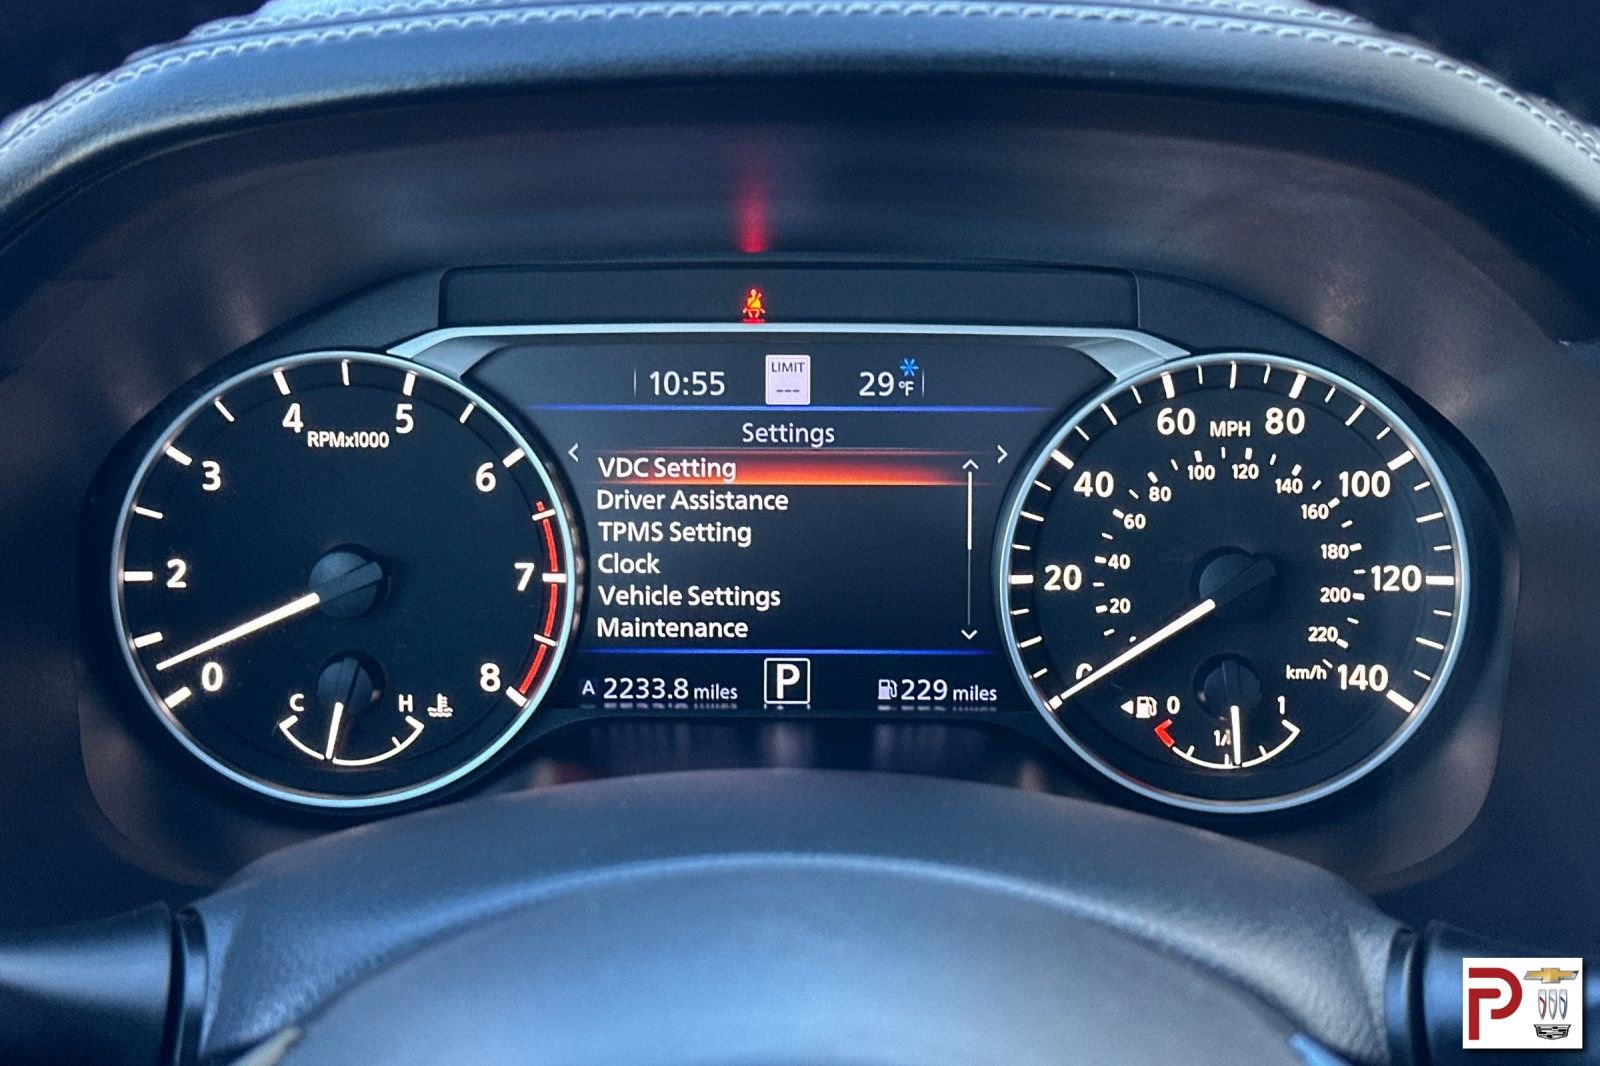 10:55
LIMIT
---
29°F
Settings
VDC Setting
Driver Assistance
TPMS Setting
Clock
Vehicle Settings
Maintenance
A 2233.8 miles
P
229 miles
RPMx1000
0
2
3
4
5
6
7
8
C
H
MPH
0
20
40
60
80
100
120
140
20
40
60
80
100
120
140
160
180
200
220
km/h
0
1
P